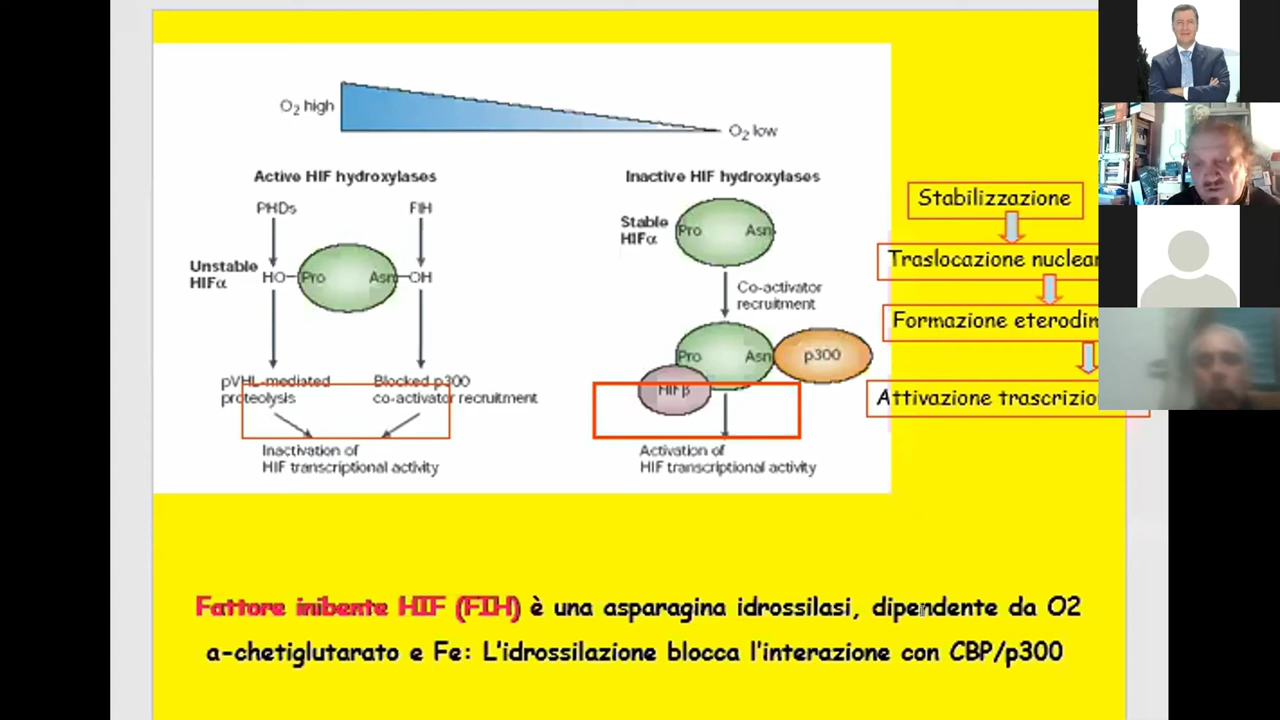 O2 high
O2 low
Active HIF hydroxylases
PHDs
FIH
Unstable
HIFα
HO
Pro
Asn
OH
pVHL-mediated
proteolysis
Blocked p300
co-activator recruitment
Inactivation of
HIF transcriptional activity
Inactive HIF hydroxylases
Stable
HIFα
Pro
Asn
Co-activator
recruitment
Pro
Asn
p300
HIFβ
Activation of
HIF transcriptional activity
Stabilizzazione
Traslocazione nuclear
Formazione eterodim
Attivazione trascrizio
Fattore inibente HIF (FIH) è una asparagina idrossilasi, dipendente da O2
a-chetiglutarato e Fe: L'idrossilazione blocca l'interazione con CBP/p300